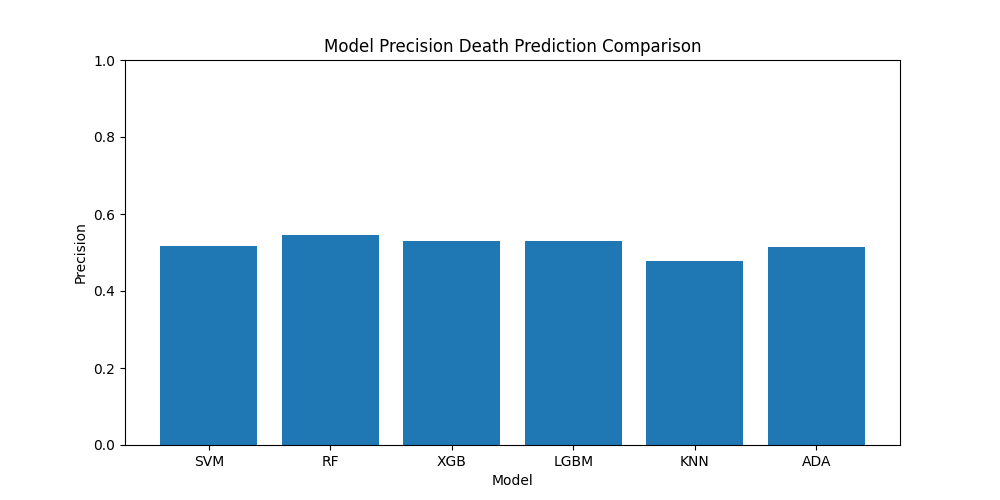 Model Precision Death Prediction Comparison
1.0
0.8
0.6
0.4
0.2
0.0
Precision
SVM RF XGB LGBM KNN ADA
Model